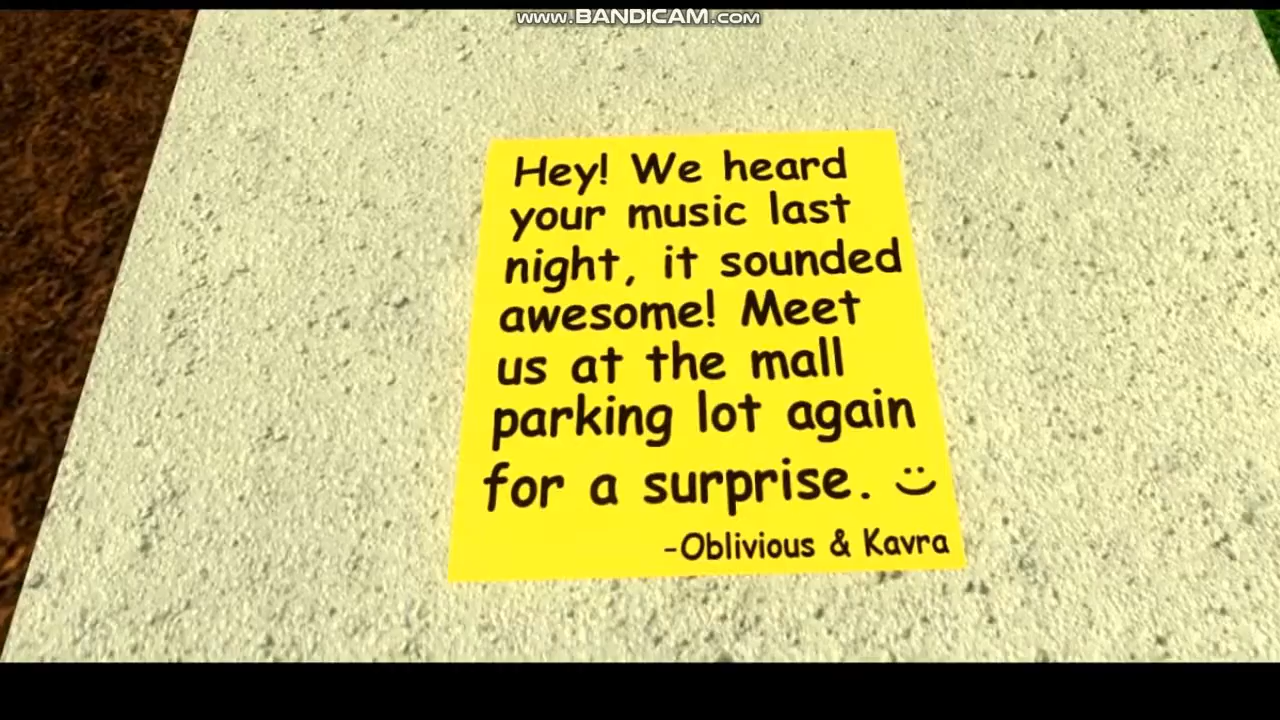 www.BANDICAM.com
Hey! We heard
your music last
night, it sounded
awesome! Meet
us at the mall
parking lot again
for a surprise. :)
-Oblivious & Kavra